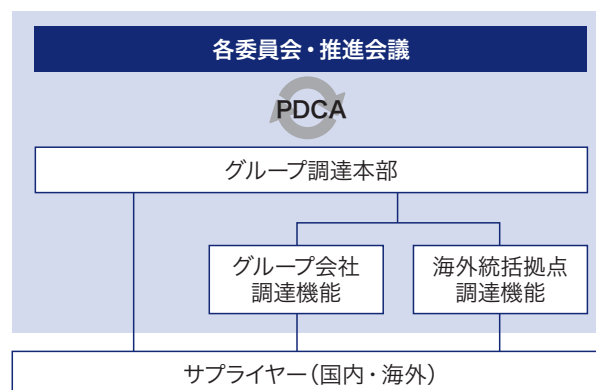 各委員会・推進会議
PDCA
グループ調達本部
グループ会社
調達機能
海外統括拠点
調達機能
サプライヤー（国内・海外）